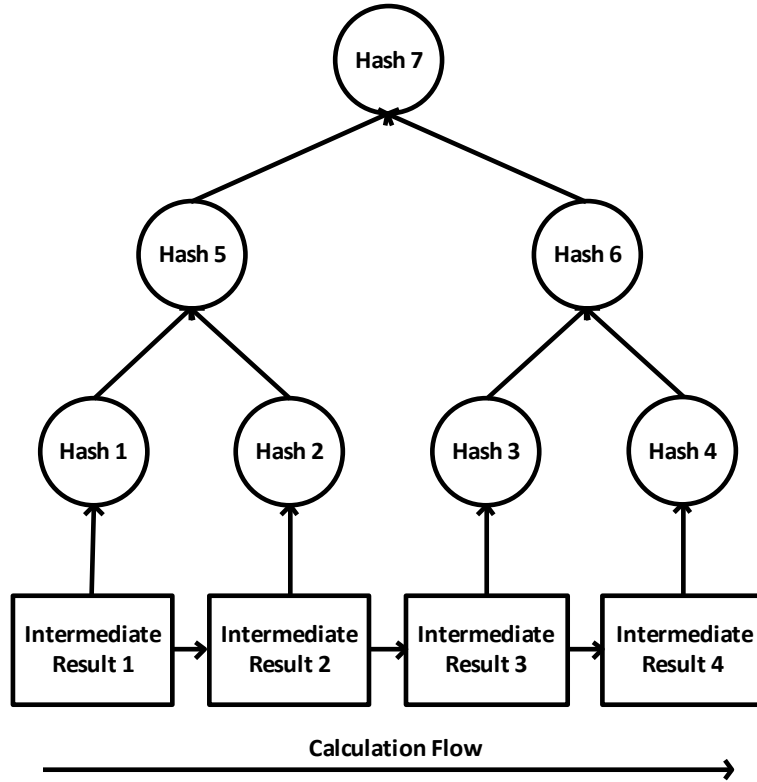 Hash 7
Hash 5
Hash 6
Hash 1
Hash 2
Hash 3
Hash 4
Intermediate
Result 1
Intermediate
Result 2
Intermediate
Result 3
Intermediate
Result 4
Calculation Flow